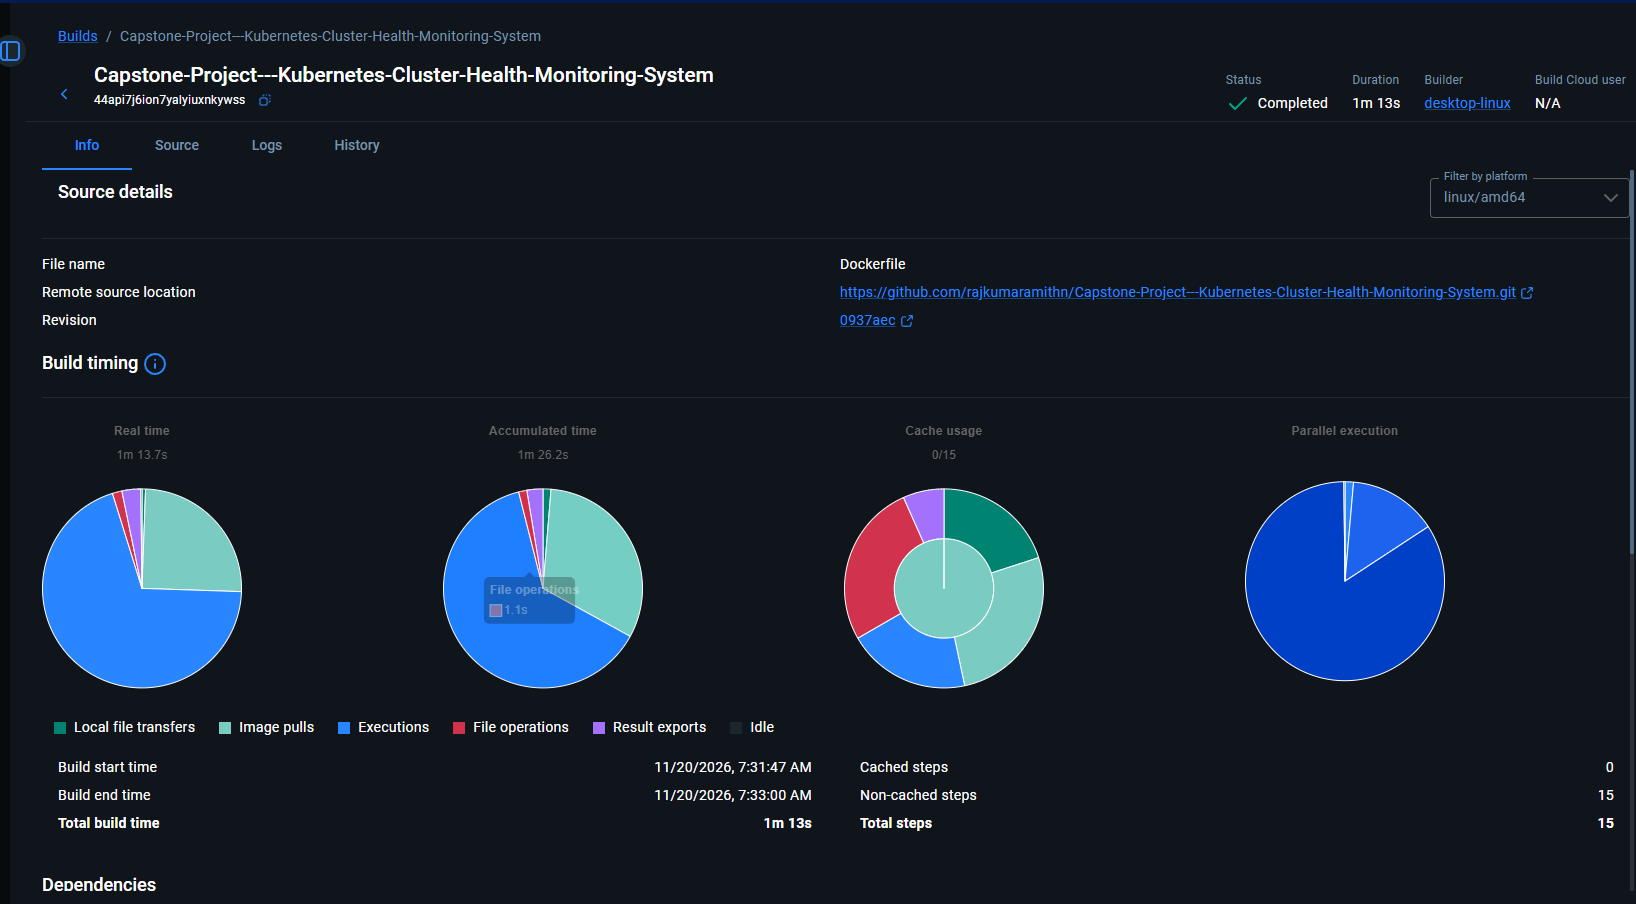 Builds / Capstone-Project---Kubernetes-Cluster-Health-Monitoring-System
Capstone-Project---Kubernetes-Cluster-Health-Monitoring-System
44api7j6ion7yalyiuxnkywss
Status Duration Builder Build Cloud user
Completed 1m 13s desktop-linux N/A
Info Source Logs History
Source details
Filter by platform
linux/amd64
File name Dockerfile
Remote source location https://github.com/rajkumaramithn/Capstone-Project---Kubernetes-Cluster-Health-Monitoring-System.git
Revision 0937aec
Build timing
Real time Accumulated time Cache usage Parallel execution
1m 13.7s 1m 26.2s 0/15
File operations
1.1s
Local file transfers Image pulls Executions File operations Result exports Idle
Build start time 11/20/2026, 7:31:47 AM Cached steps 0
Build end time 11/20/2026, 7:33:00 AM Non-cached steps 15
Total build time 1m 13s Total steps 15
Dependencies